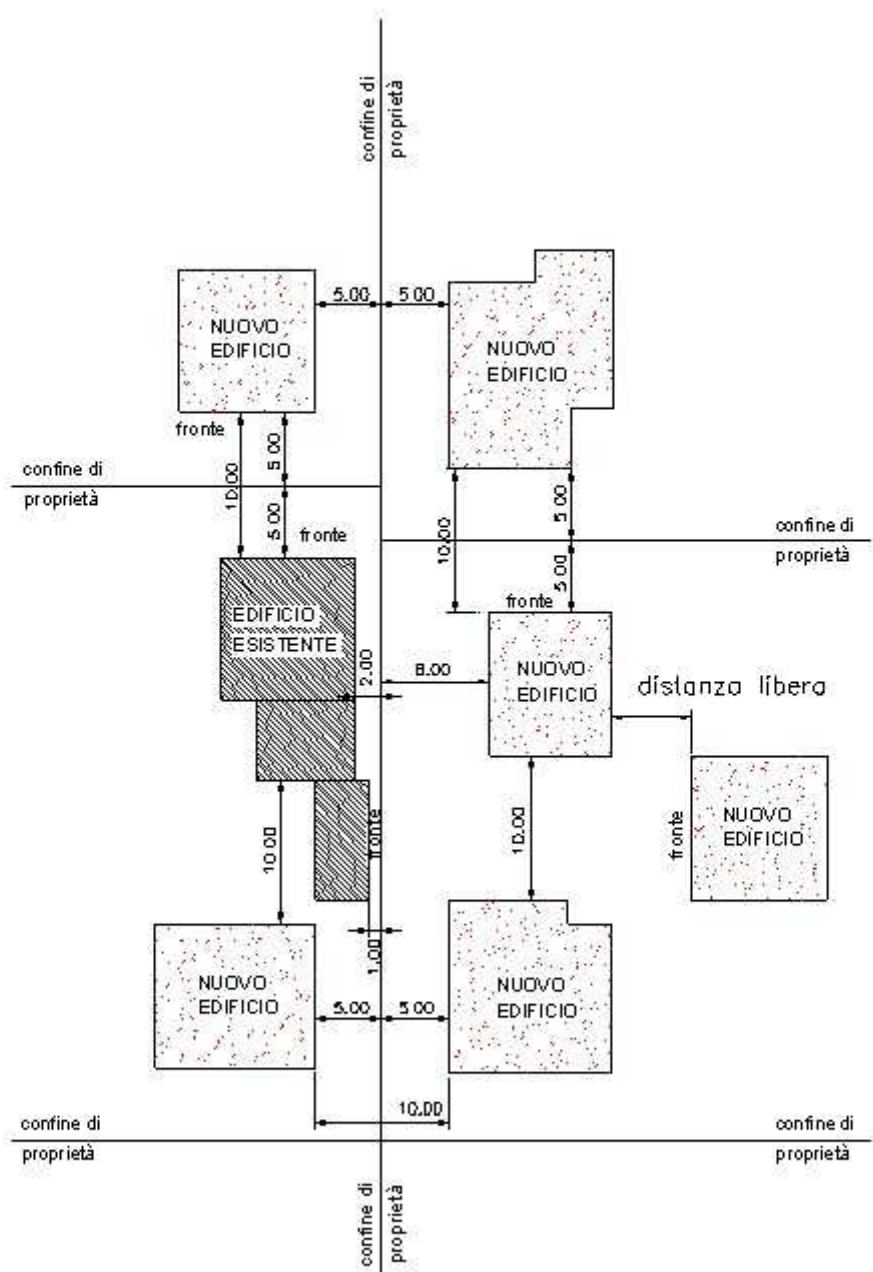 confine di
proprietà
5.00
5.00
NUOVO
EDIFICIO
NUOVO
EDIFICIO
fronte
10.00
5.00
confine di
proprietà
5.00
fronte
10.00
5.00
confine di
proprietà
5.00
fronte
EDIFICIO
ESISTENTE
2.00
8.00
NUOVO
EDIFICIO
distanza libera
10.00
fronte
10.00
fronte
NUOVO
EDIFICIO
1.00
NUOVO
EDIFICIO
NUOVO
EDIFICIO
5.00
5.00
10.00
confine di
proprietà
confine di
proprietà
confine di
proprietà